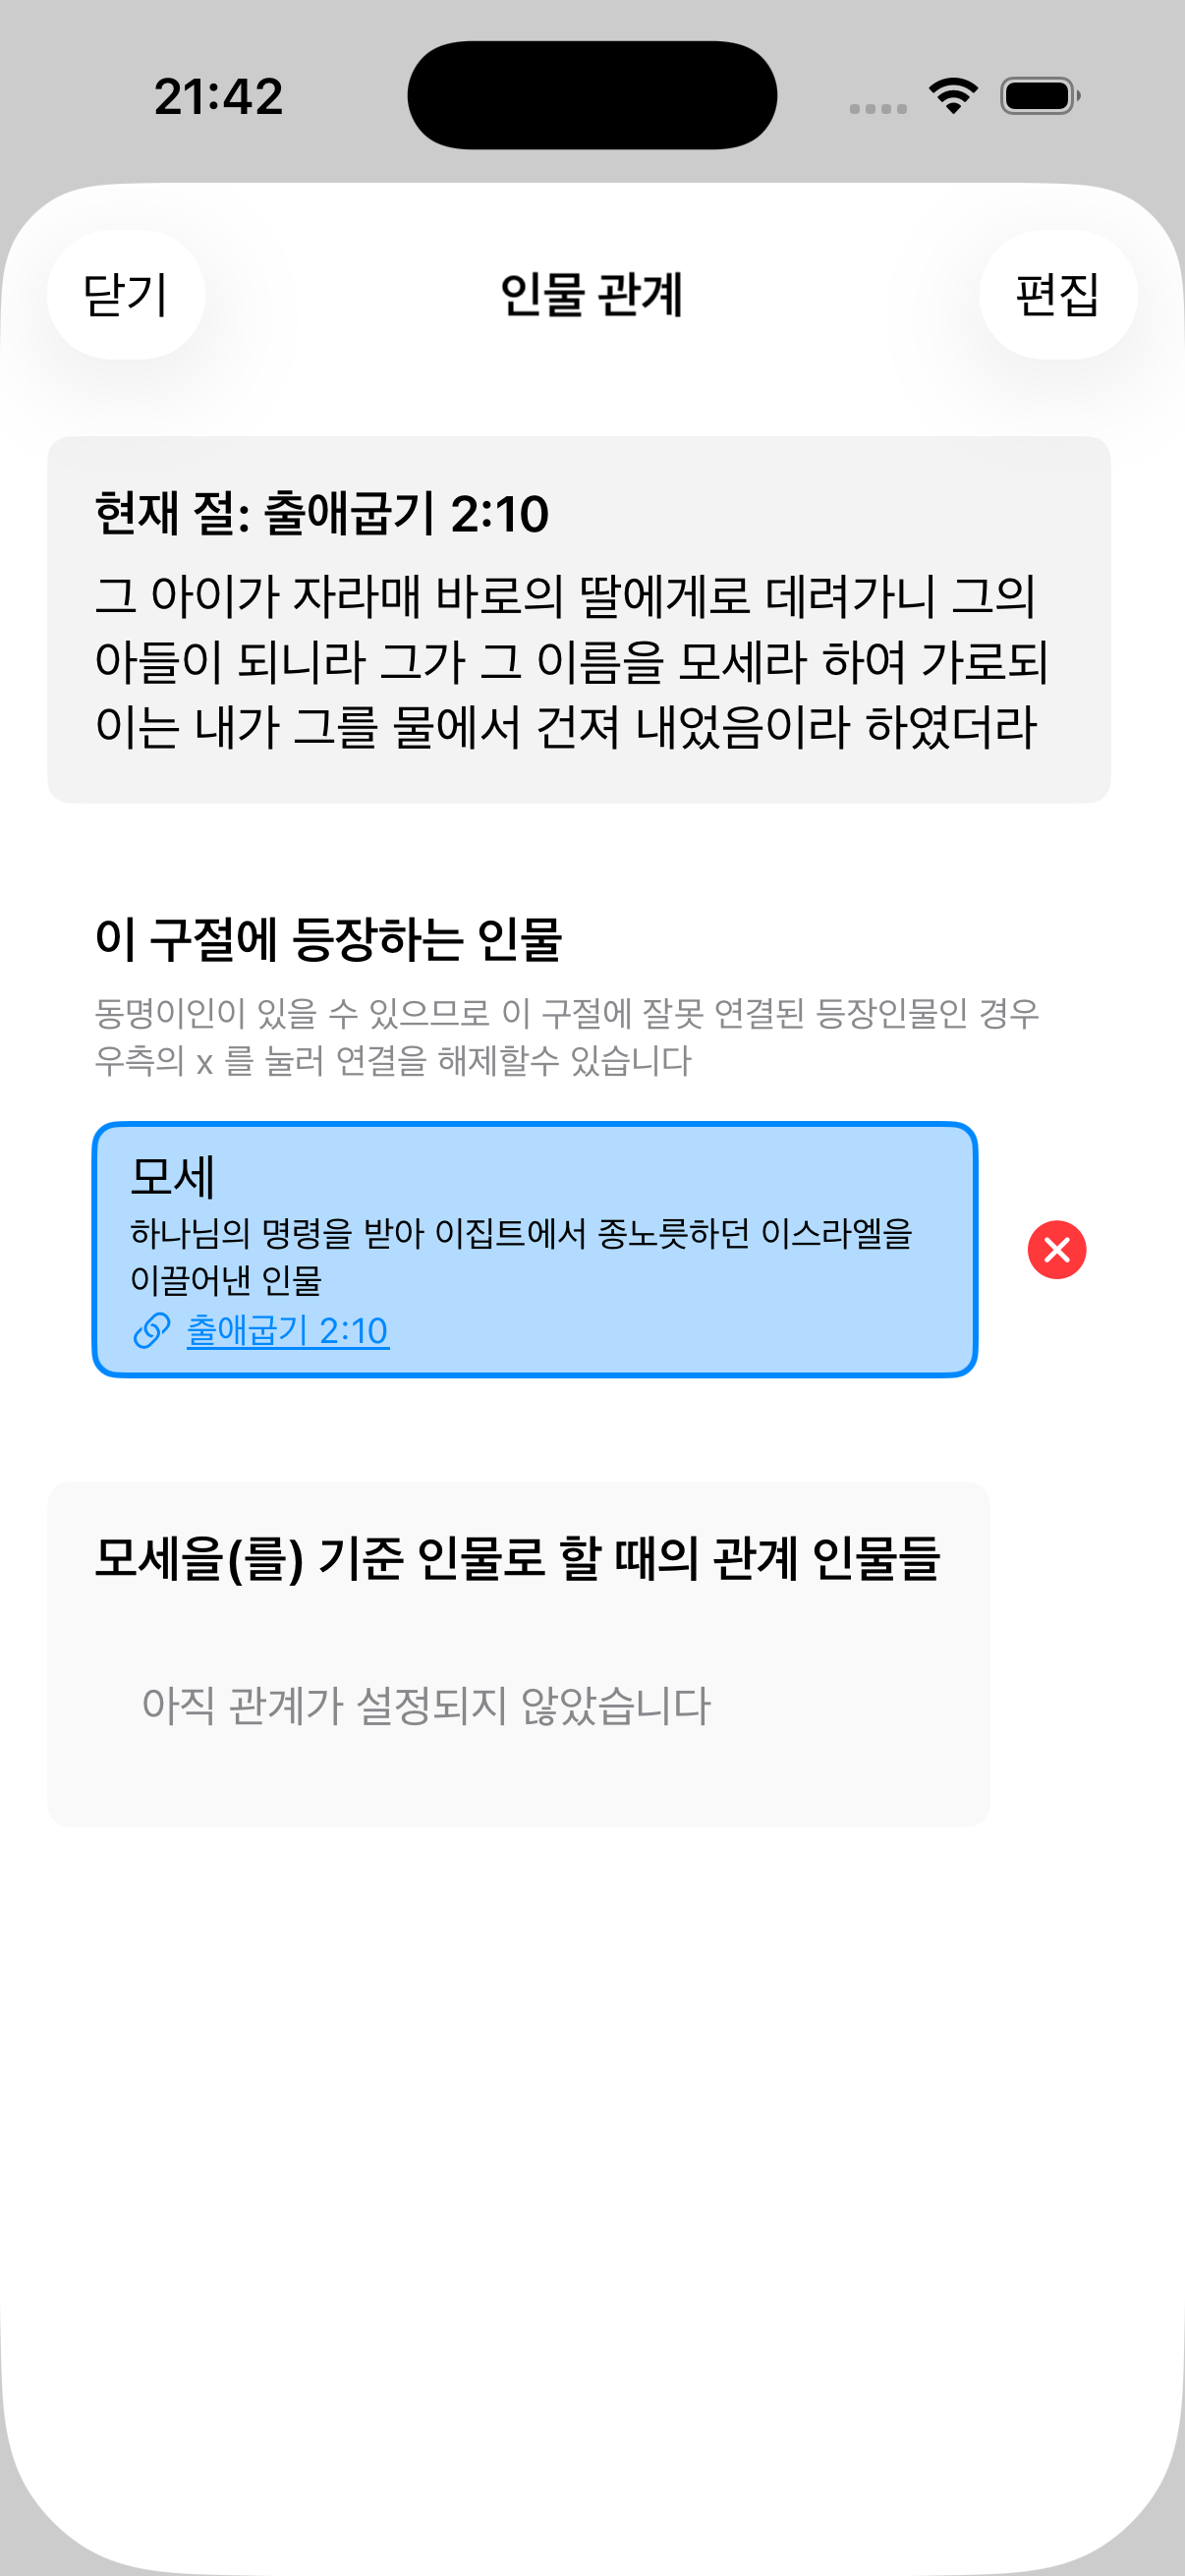 21:42
닫기
인물 관계
편집
현재 절: 출애굽기 2:10
그 아이가 자라매 바로의 딸에게로 데려가니 그의
아들이 되니라 그가 그 이름을 모세라 하여 가로되
이는 내가 그를 물에서 건져 내었음이라 하였더라
이 구절에 등장하는 인물
동명이인이 있을 수 있으므로 이 구절에 잘못 연결된 등장인물인 경우
우측의 x 를 눌러 연결을 해제할수 있습니다
모세
하나님의 명령을 받아 이집트에서 종노릇하던 이스라엘을
이끌어낸 인물
출애굽기 2:10
모세을(를) 기준 인물로 할 때의 관계 인물들
아직 관계가 설정되지 않았습니다